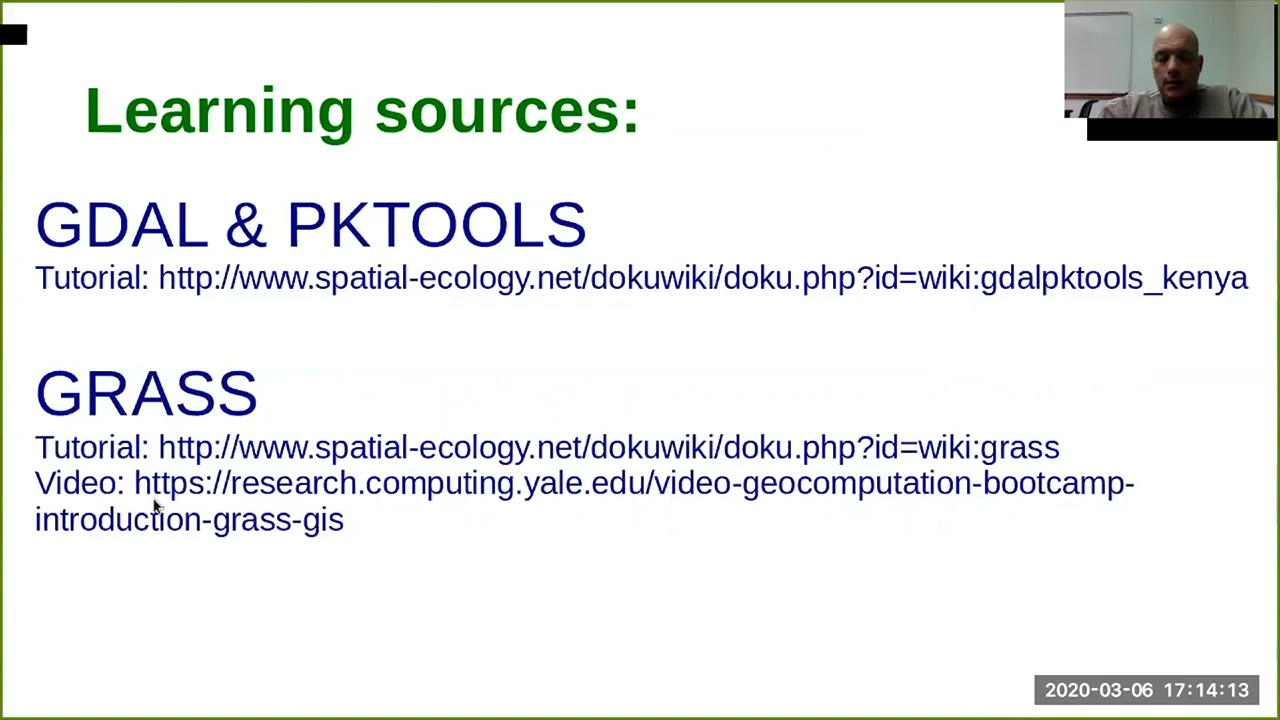 Learning sources:
GDAL & PKTOOLS
Tutorial: http://www.spatial-ecology.net/dokuwiki/doku.php?id=wiki:gdalpktools_kenya
GRASS
Tutorial: http://www.spatial-ecology.net/dokuwiki/doku.php?id=wiki:grass
Video: https://research.computing.yale.edu/video-geocomputation-bootcamp-
introduction-grass-gis
2020-03-06 17:14:13